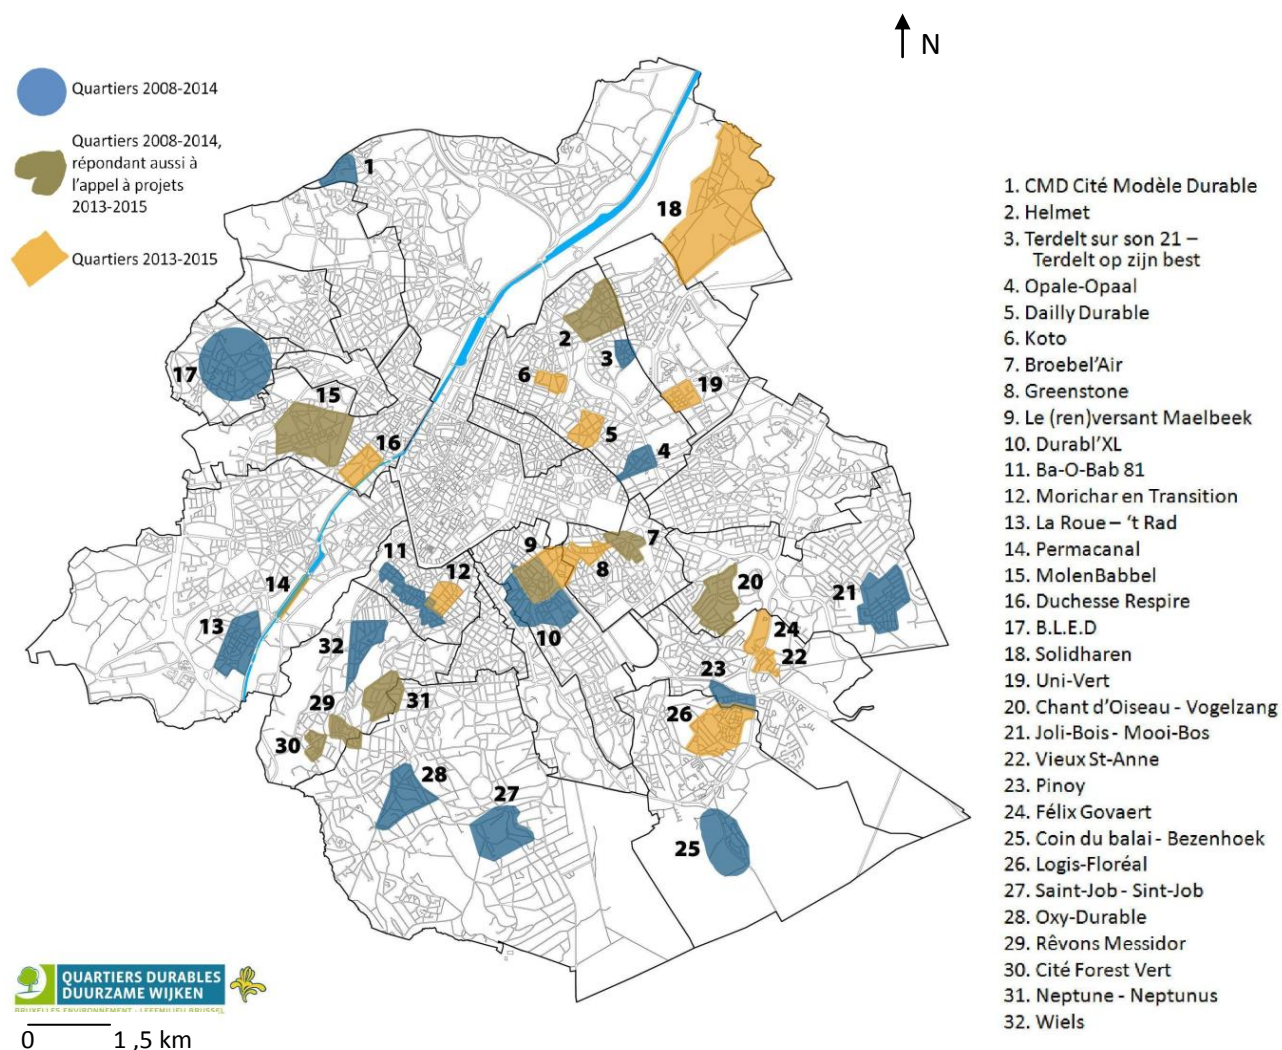 N
Quartiers 2008-2014
Quartiers 2008-2014,
répondant aussi à
l'appel à projets
2013-2015
Quartiers 2013-2015
1
18
2
3
6
19
17
15
5
16
4
11
9
7
12
8
14
20
21
13
10
24
32
22
23
29
31
26
30
28
27
25
1. CMD Cité Modèle Durable
2. Helmet
3. Terdelt sur son 21 –
Terdelt op zijn best
4. Opale-Opaal
5. Dailly Durable
6. Koto
7. Broebel'Air
8. Greenstone
9. Le (ren)versant Maelbeek
10. Durabl'XL
11. Ba-O-Bab 81
12. Morichar en Transition
13. La Roue – 't Rad
14. Permacanal
15. MolenBabbel
16. Duchesse Respire
17. B.L.E.D
18. Solidharen
19. Uni-Vert
20. Chant d'Oiseau - Vogelzang
21. Joli-Bois - Mooi-Bos
22. Vieux St-Anne
23. Pinoy
24. Félix Govaert
25. Coin du balai - Bezenhoek
26. Logis-Floréal
27. Saint-Job - Sint-Job
28. Oxy-Durable
29. Rêvons Messidor
30. Cité Forest Vert
31. Neptune - Neptunus
32. Wiels
QUARTIERS DURABLES
DUURZAME WIJKEN
BRUXELLES ENVIRONNEMENT - LEEFMILIEU BRUSSEL
0 1 ,5 km